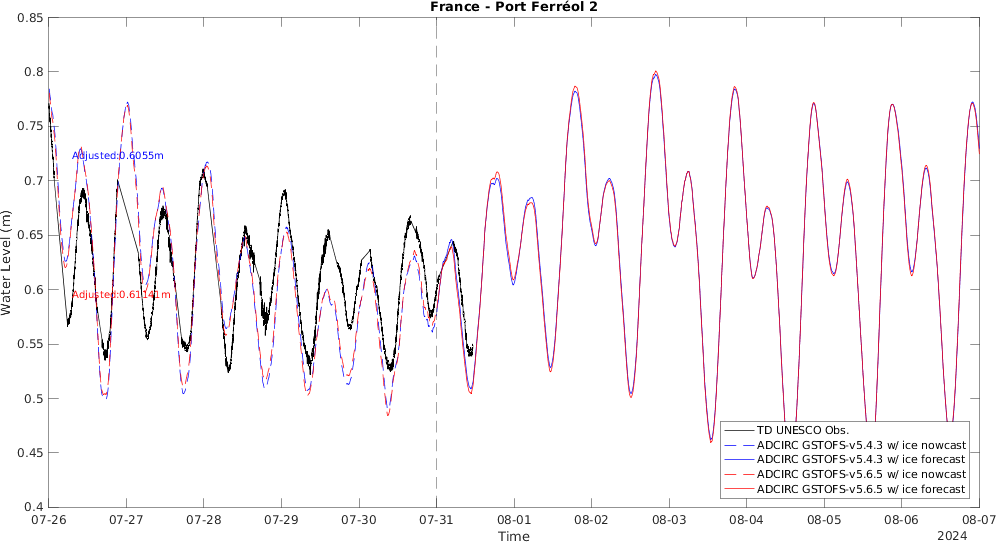 France - Port Ferréol 2
0.85
0.8
0.75
0.7
0.65
0.6
0.55
0.5
0.45
0.4
Water Level (m)
Adjusted:0.6055m
Adjusted:0.61141m
TD UNESCO Obs.
ADCIRC GSTOFS-v5.4.3 w/ ice nowcast
ADCIRC GSTOFS-v5.4.3 w/ ice forecast
ADCIRC GSTOFS-v5.6.5 w/ ice nowcast
ADCIRC GSTOFS-v5.6.5 w/ ice forecast
07-26 07-27 07-28 07-29 07-30 07-31 08-01 08-02 08-03 08-04 08-05 08-06 08-07
Time
2024